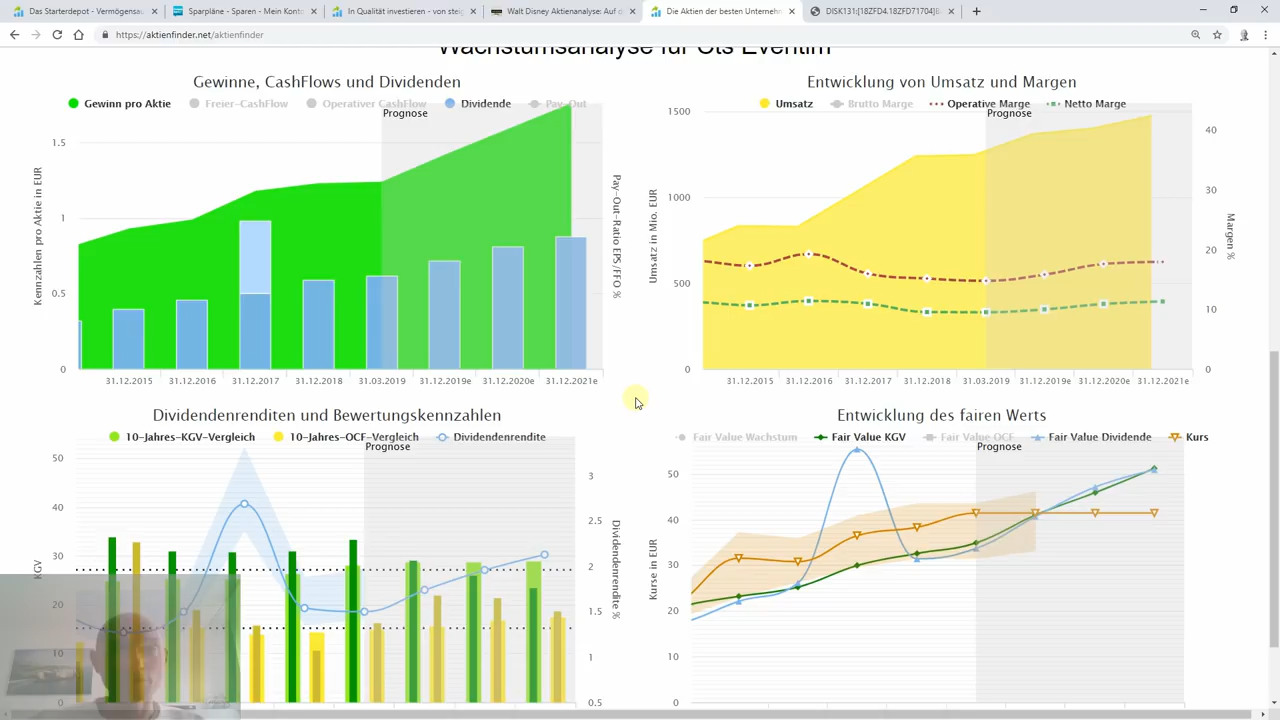 Das Starterdepot - Vermögensau
Sparpläne - Sparen - Mein Kont
In Qualität investieren - von steig
Walt Disney Aktienanalyse: Auf d
Die Aktien der besten Unternehm
DISK131:[18ZFD4.18ZFD71704]B
https://aktienfinder.net/aktienfinder
Wachstumsanalyse für Cts Eventim
Gewinne, CashFlows und Dividenden
Gewinn pro Aktie Freier-CashFlow Operativer CashFlow Dividende Pay-Out
Prognose
1.5
1
0.5
0
Kennzahlen pro Aktie in EUR
Pay-Out-Ratio EPS/FFO %
31.12.2015 31.12.2016 31.12.2017 31.12.2018 31.03.2019 31.12.2019e 31.12.2020e 31.12.2021e
Entwicklung von Umsatz und Margen
Umsatz Brutto Marge Operative Marge Netto Marge
Prognose
1500
1000
500
0
Umsatz in Mio. EUR
40
30
20
10
0
Margen %
31.12.2015 31.12.2016 31.12.2017 31.12.2018 31.03.2019 31.12.2019e 31.12.2020e 31.12.2021e
Dividendenrenditen und Bewertungskennzahlen
10-Jahres-KGV-Vergleich 10-Jahres-OCF-Vergleich Dividendenrendite
Prognose
50
40
30
20
10
0
KGV
3
2.5
2
1.5
1
0.5
Dividendenrendite %
Entwicklung des fairen Werts
Fair Value Wachstum Fair Value KGV Fair Value OCF Fair Value Dividende Kurs
Prognose
50
40
30
20
10
0
Kurse in EUR